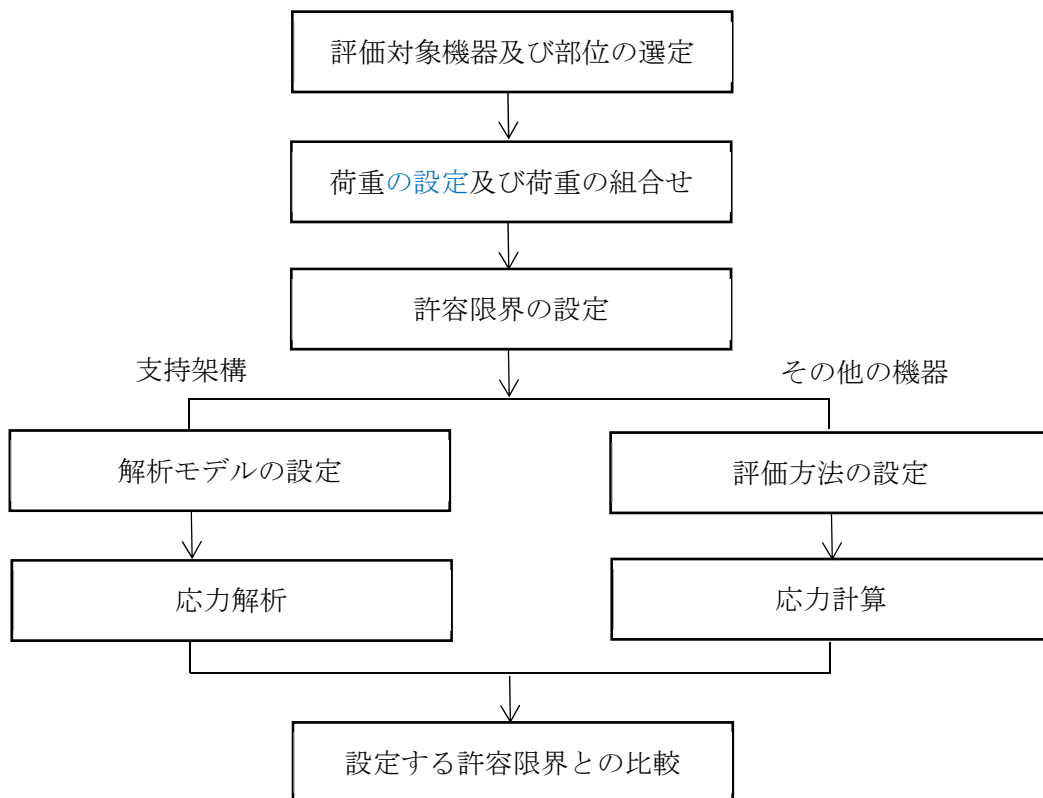 評価対象機器及び部位の選定
荷重の設定及び荷重の組合せ
許容限界の設定
支持架構
その他の機器
解析モデルの設定
評価方法の設定
応力解析
応力計算
設定する許容限界との比較